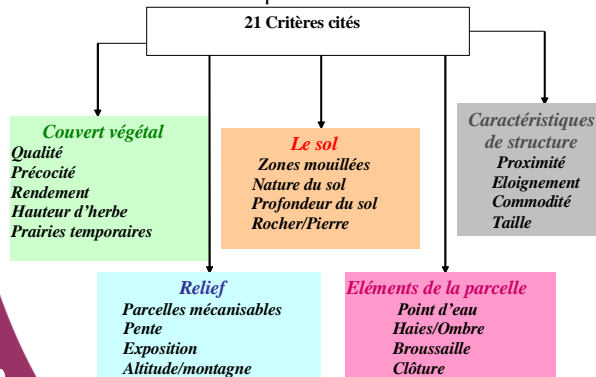 21 Critères cités
Couvert végétal
Qualité
Précocité
Rendement
Hauteur d'herbe
Prairies temporaires
Le sol
Zones mouillées
Nature du sol
Profondeur du sol
Rocher/Pierre
Caractéristiques
de structure
Proximité
Eloignement
Commodité
Taille
Relief
Parcelles mécanisables
Pente
Exposition
Altitude/montagne
Eléments de la parcelle
Point d'eau
Haies/Ombre
Broussaille
Clôture